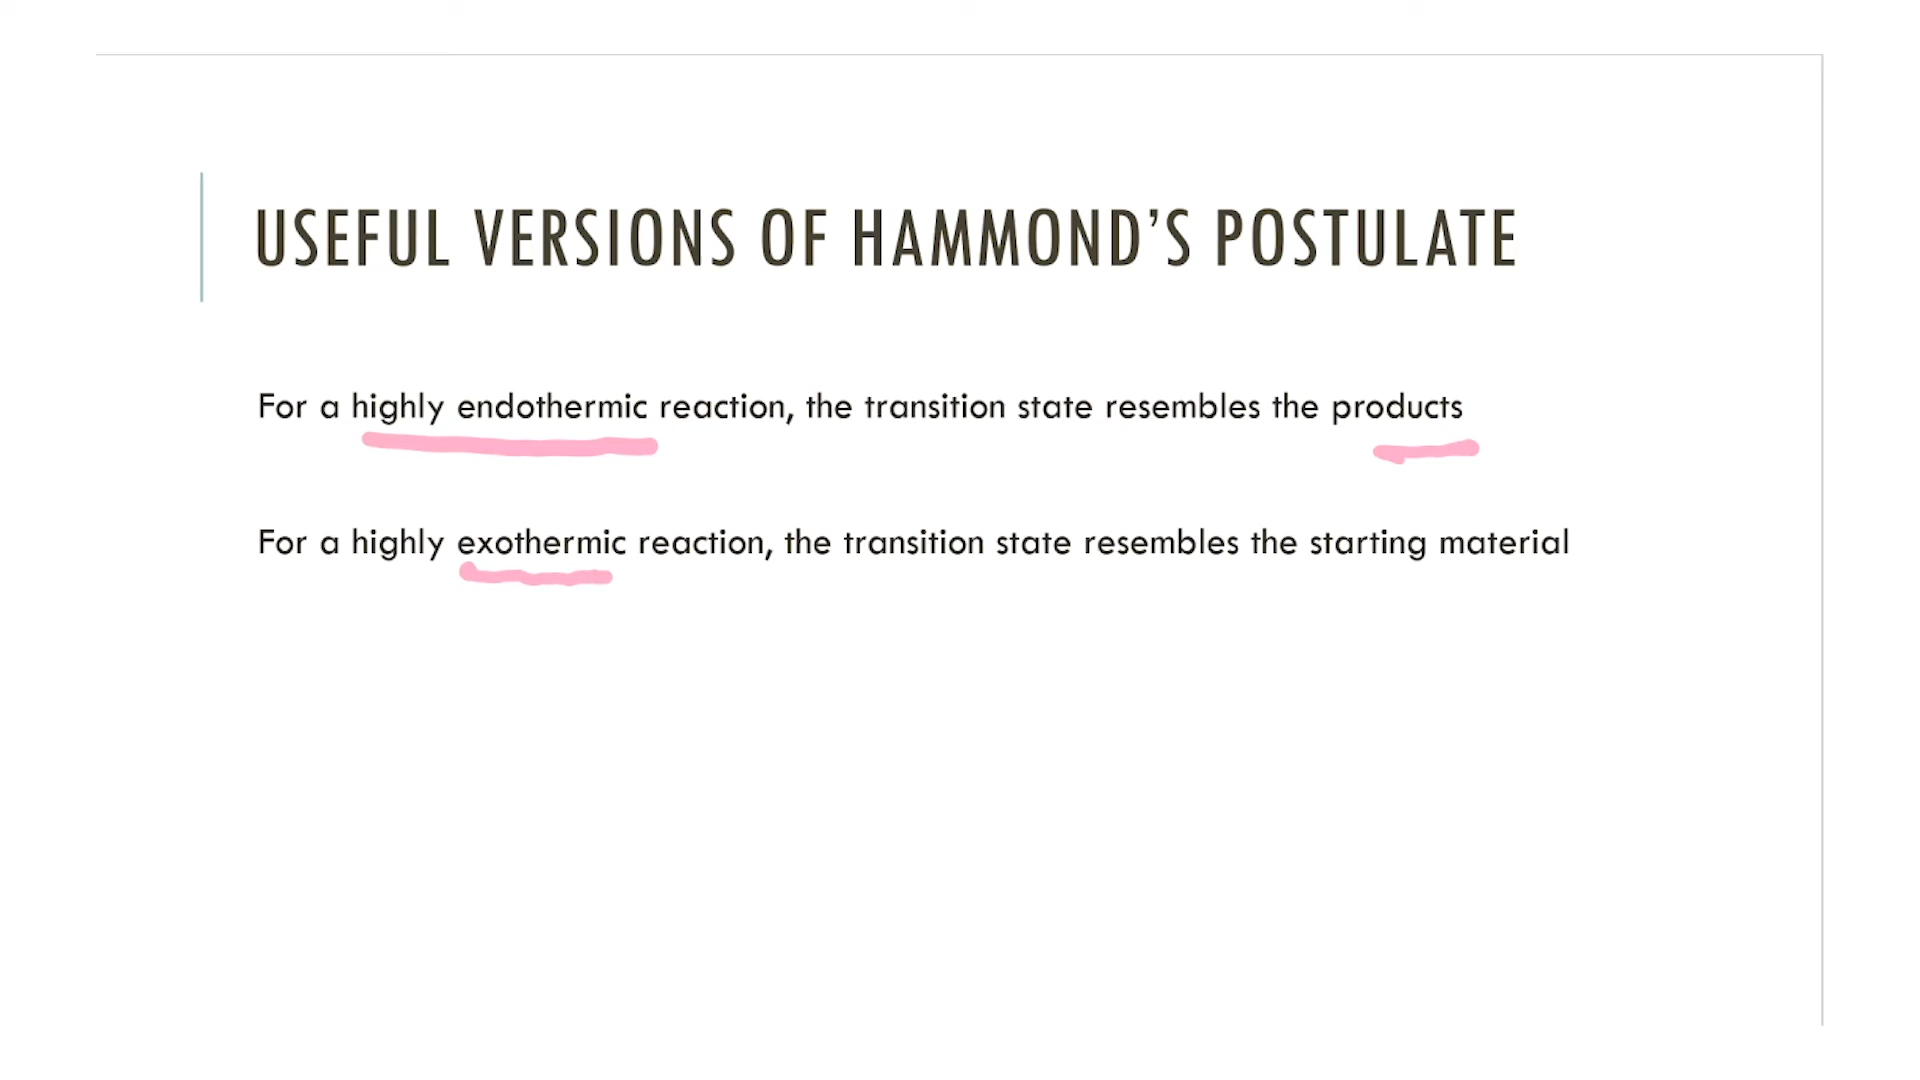 USEFUL VERSIONS OF HAMMOND’S POSTULATE
For a highly endothermic reaction, the transition state resembles the products
For a highly exothermic reaction, the transition state resembles the starting material